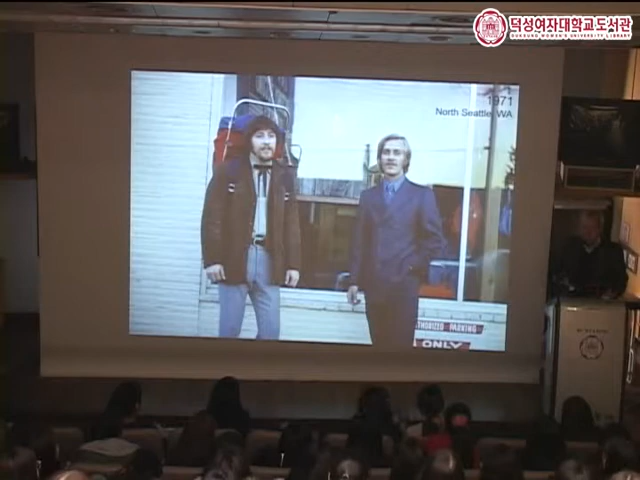 덕성여자대학교도서관
DUKSUNG WOMEN'S UNIVERSITY LIBRARY
1971
North Seattle, WA
THORIZED PARKING
ONLY